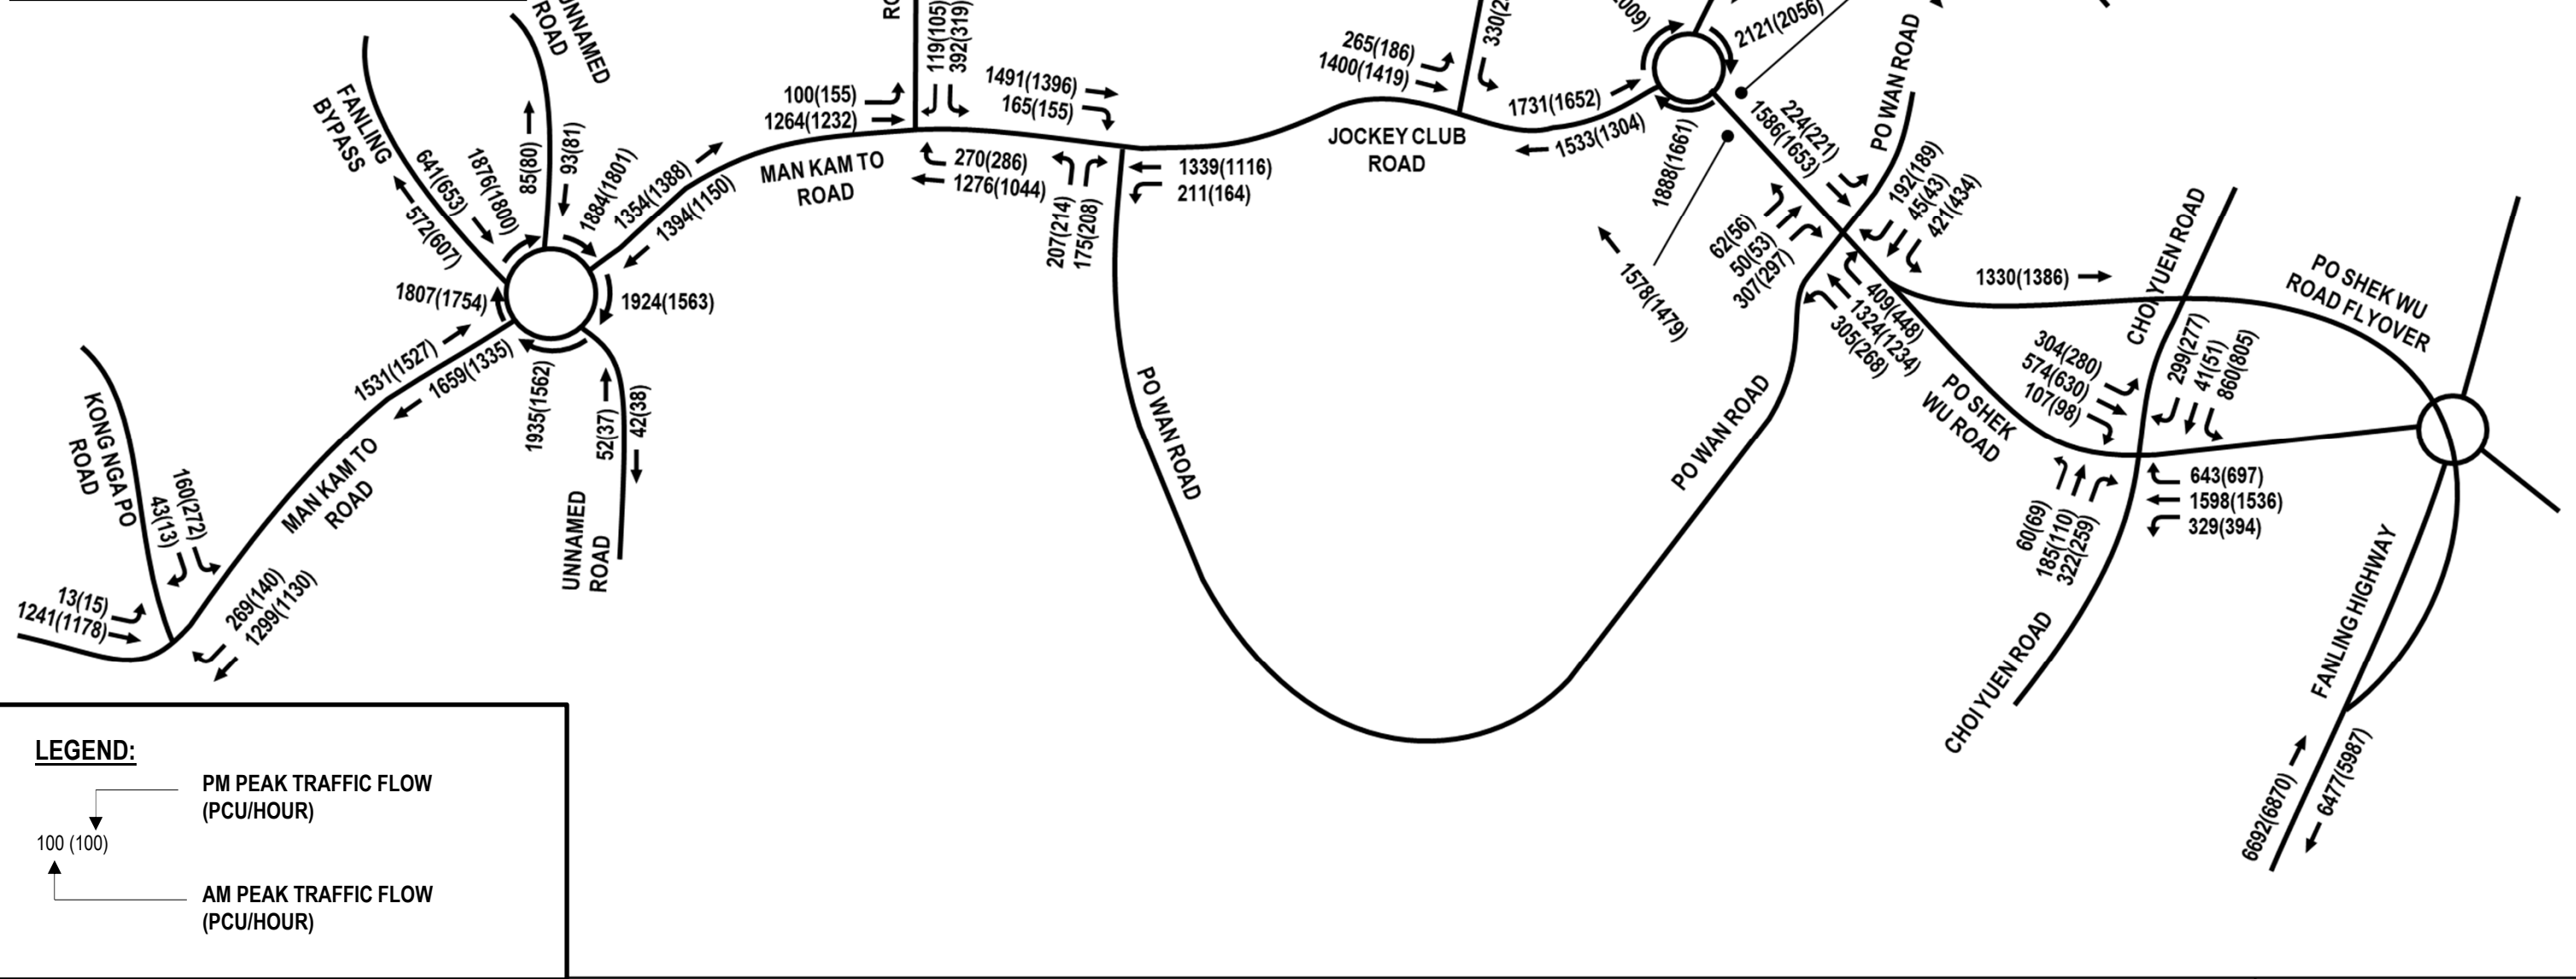 UNNAMED
ROAD
RO
119(105)
392(319)
330(2
009)
2121(2056)
PO WAN ROAD
FANLING
BYPASS
641(653)
572(607)
1876(1800)
85(80)
93(81)
1884(1801)
1354(1388)
1394(1150)
100(155)
1264(1232)
MAN KAM TO
ROAD
1491(1396)
165(155)
270(286)
1276(1044)
207(214)
175(208)
1339(1116)
211(164)
265(186)
1400(1419)
JOCKEY CLUB
ROAD
1731(1652)
1533(1304)
1888(1661)
1578(1479)
224(221)
1586(1653)
62(56)
50(53)
307(297)
192(189)
45(43)
421(434)
409(448)
1324(1234)
305(268)
1330(1386)
CHOI YUEN ROAD
PO SHEK WU
ROAD FLYOVER
1807(1754)
1924(1563)
1531(1527)
1659(1335)
1935(1562)
52(37)
42(38)
UNNAMED
ROAD
KONG NGA PO
ROAD
160(272)
43(13)
MAN KAM TO
ROAD
13(15)
1241(1178)
269(140)
1299(1130)
PO WAN ROAD
PO WAN ROAD
PO SHEK
WU ROAD
304(280)
574(630)
107(98)
299(277)
41(51)
860(805)
60(69)
185(110)
322(259)
643(697)
1598(1536)
329(394)
CHOI YUEN ROAD
FANLING HIGHWAY
6692(6870)
6477(5987)
LEGEND:
PM PEAK TRAFFIC FLOW
(PCU/HOUR)
100 (100)
AM PEAK TRAFFIC FLOW
(PCU/HOUR)